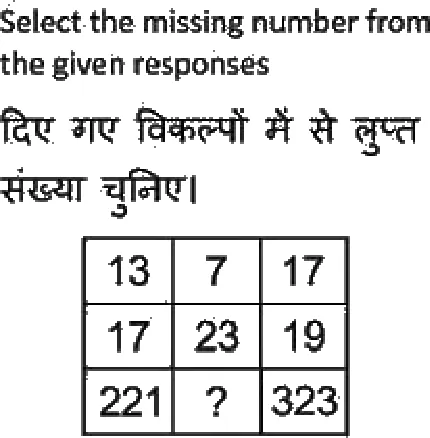 Select the missing number from
the given responses
दिए गए विकल्पों में से लुप्त
संख्या चुनिए।
13 7 17
17 23 19
221 ? 323